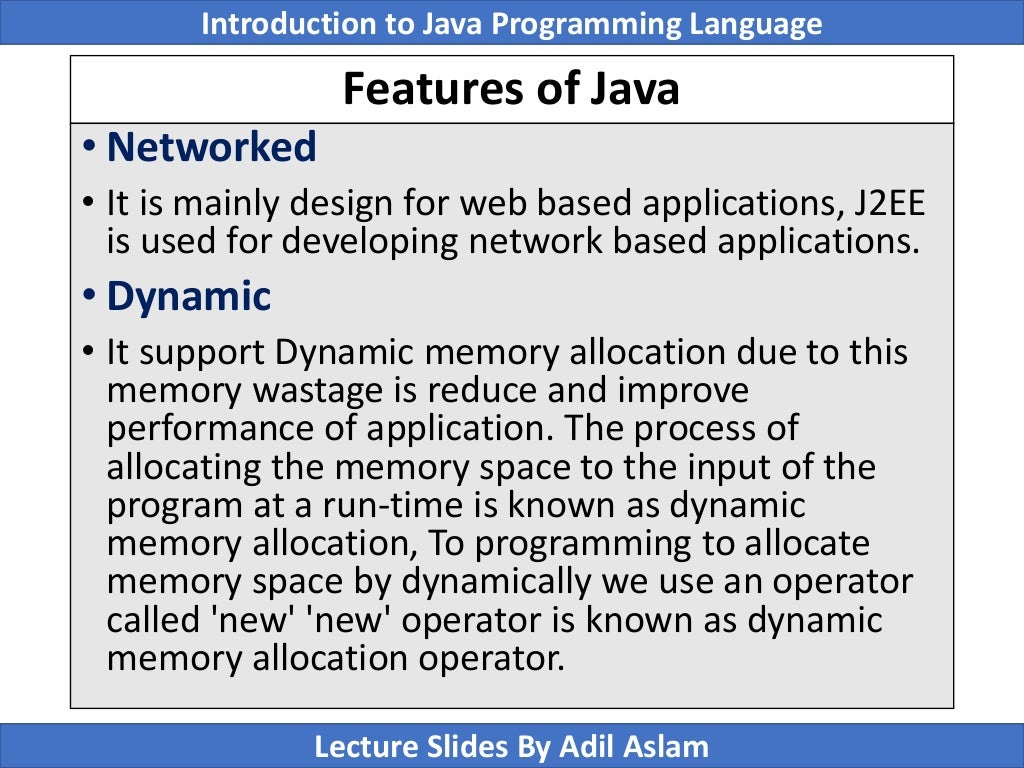 Introduction to Java Programming Language
Features of Java
• Networked
• It is mainly design for web based applications, J2EE
is used for developing network based applications.
• Dynamic
• It support Dynamic memory allocation due to this
memory wastage is reduce and improve
performance of application. The process of
allocating the memory space to the input of the
program at a run-time is known as dynamic
memory allocation, To programming to allocate
memory space by dynamically we use an operator
called 'new' 'new' operator is known as dynamic
memory allocation operator.
Lecture Slides By Adil Aslam